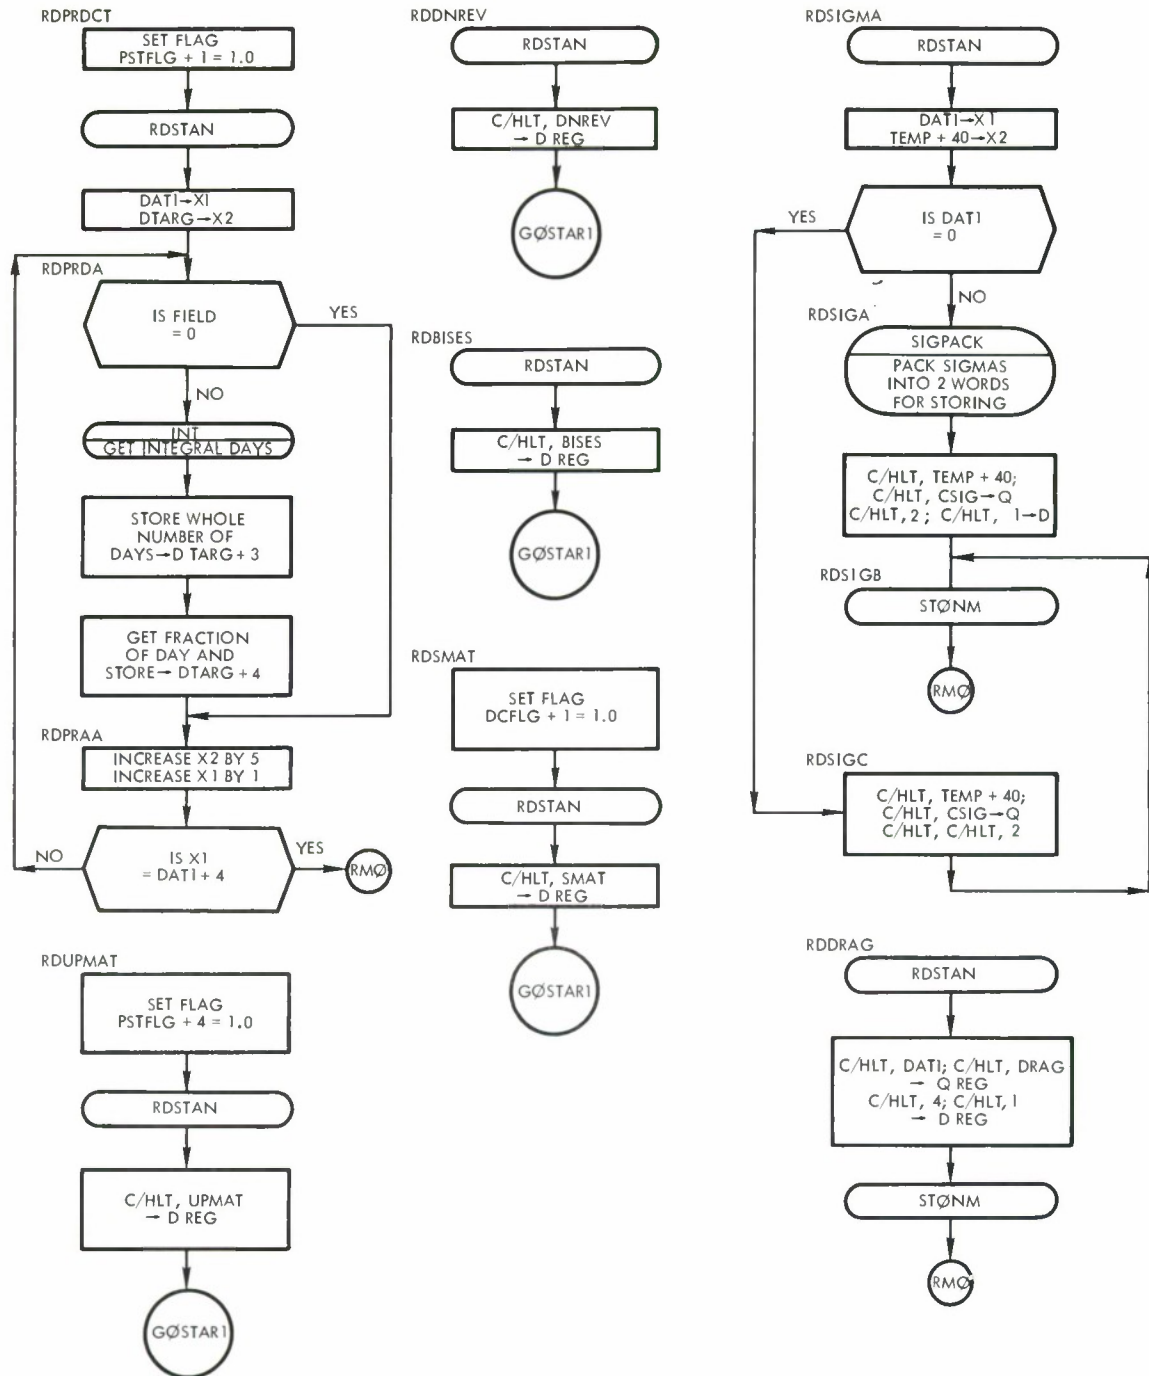 RDPRDCT
SET FLAG
PSTFLG + 1 = 1.0
RDSTAN
DAT1→X1
DTARG→X2
RDPRDA
IS FIELD
= 0
YES
NO
INT
GET INTEGRAL DAYS
STORE WHOLE
NUMBER OF
DAYS→D TARG + 3
GET FRACTION
OF DAY AND
STORE→ DTARG + 4
RDPRAA
INCREASE X2 BY 5
INCREASE X1 BY 1
NO
IS X1
= DAT1 + 4
YES
RMØ
RDUPMAT
SET FLAG
PSTFLG + 4 = 1.0
RDSTAN
C/HLT, UPMAT
→ D REG
GØSTAR1
RDDNREV
RDSTAN
C/HLT, DNREV
→ D REG
GØSTAR1
RDBISES
RDSTAN
C/HLT, BISES
→ D REG
GØSTAR1
RDSMAT
SET FLAG
DCFLG + 1 = 1.0
RDSTAN
C/HLT, SMAT
→ D REG
GØSTAR1
RDSIGMA
RDSTAN
DAT1→X1
TEMP + 40→X2
YES
IS DAT1
= 0
NO
RDSIGA
SIGPACK
PACK SIGMAS
INTO 2 WORDS
FOR STORING
C/HLT, TEMP + 40;
C/HLT, CSIG→Q
C/HLT, 2 ; C/HLT, 1→D
RDSIGB
STØNM
RMØ
RDSIGC
C/HLT, TEMP + 40;
C/HLT, CSIG→Q
C/HLT, C/HLT, 2
RDDRAG
RDSTAN
C/HLT, DAT1; C/HLT, DRAG
→ Q REG
C/HLT, 4; C/HLT, 1
→ D REG
STØNM
RMØ